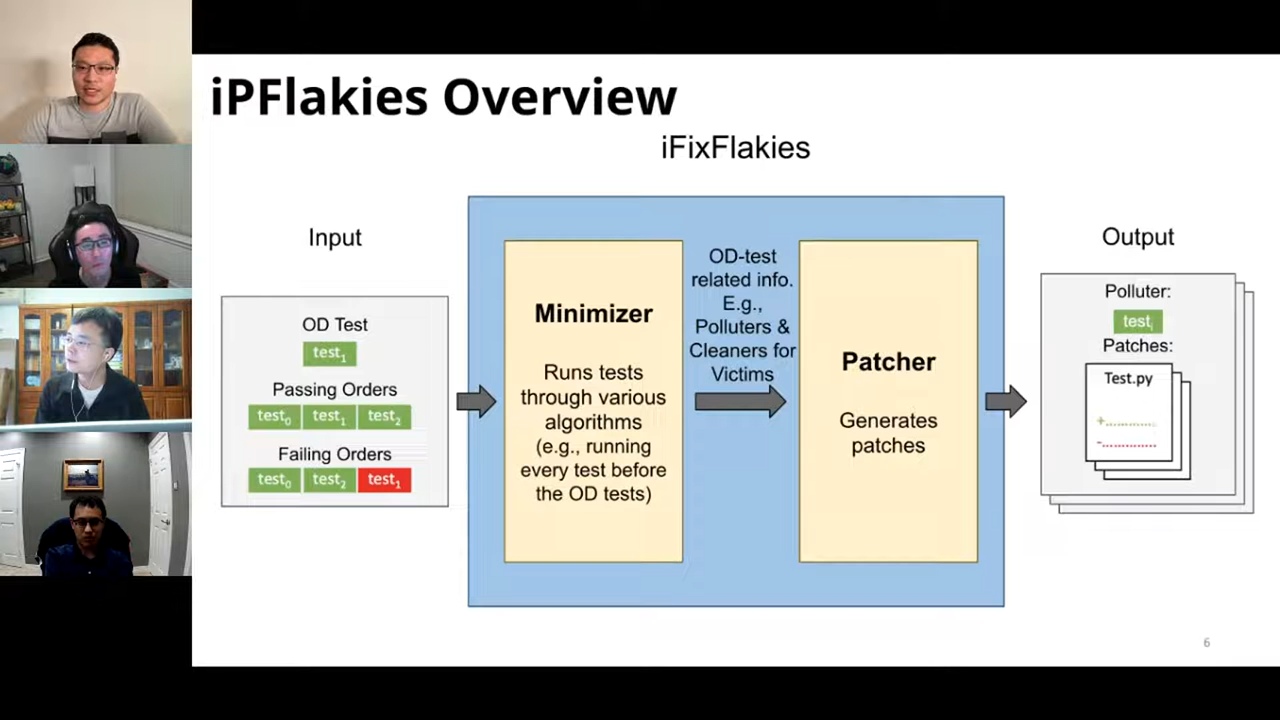 iPFlakies Overview
iFixFlakies
Input
OD Test
test1
Passing Orders
test0 test1 test2
Failing Orders
test0 test2 test1
Minimizer
Runs tests
through various
algorithms
(e.g., running
every test before
the OD tests)
OD-test
related info.
E.g.,
Polluters &
Cleaners for
Victims
Patcher
Generates
patches
Output
Polluter:
testi
Patches:
Test.py
+..............
-..............
6